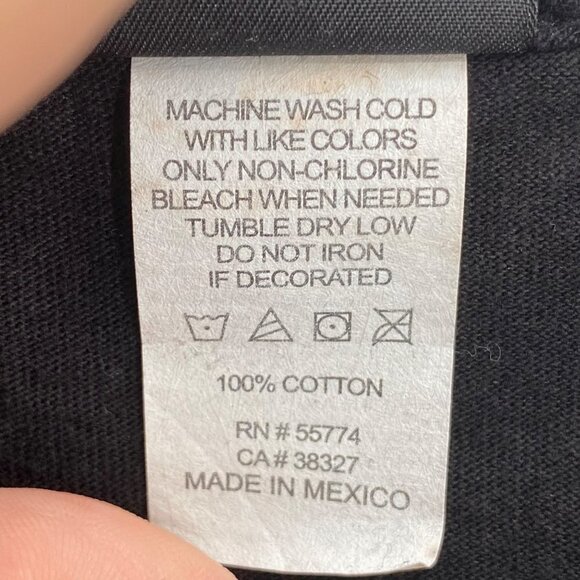 MACHINE WASH COLD
WITH LIKE COLORS
ONLY NON-CHLORINE
BLEACH WHEN NEEDED
TUMBLE DRY LOW
DO NOT IRON
IF DECORATED
100% COTTON
RN # 55774
CA # 38327
MADE IN MEXICO